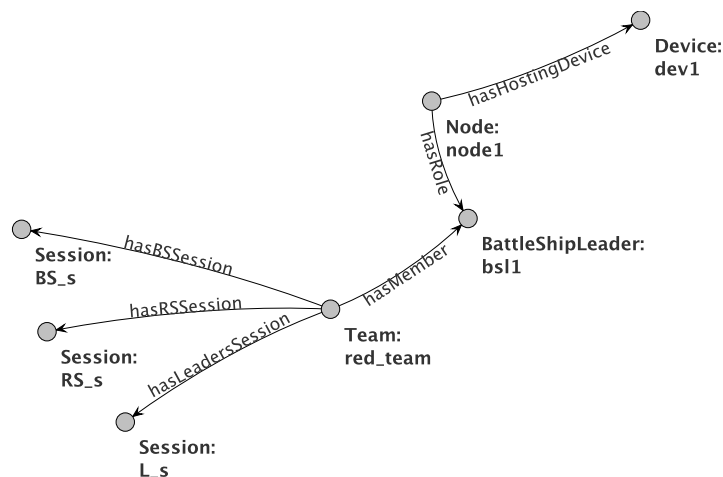 Device:
dev1
hasHostingDevice
Node:
node1
hasRole
BattleShipLeader:
bsl1
hasBSSession
Session:
BS_s
hasMember
hasRSSession
Team:
red_team
Session:
RS_s
hasLeadersSession
Session:
L_s